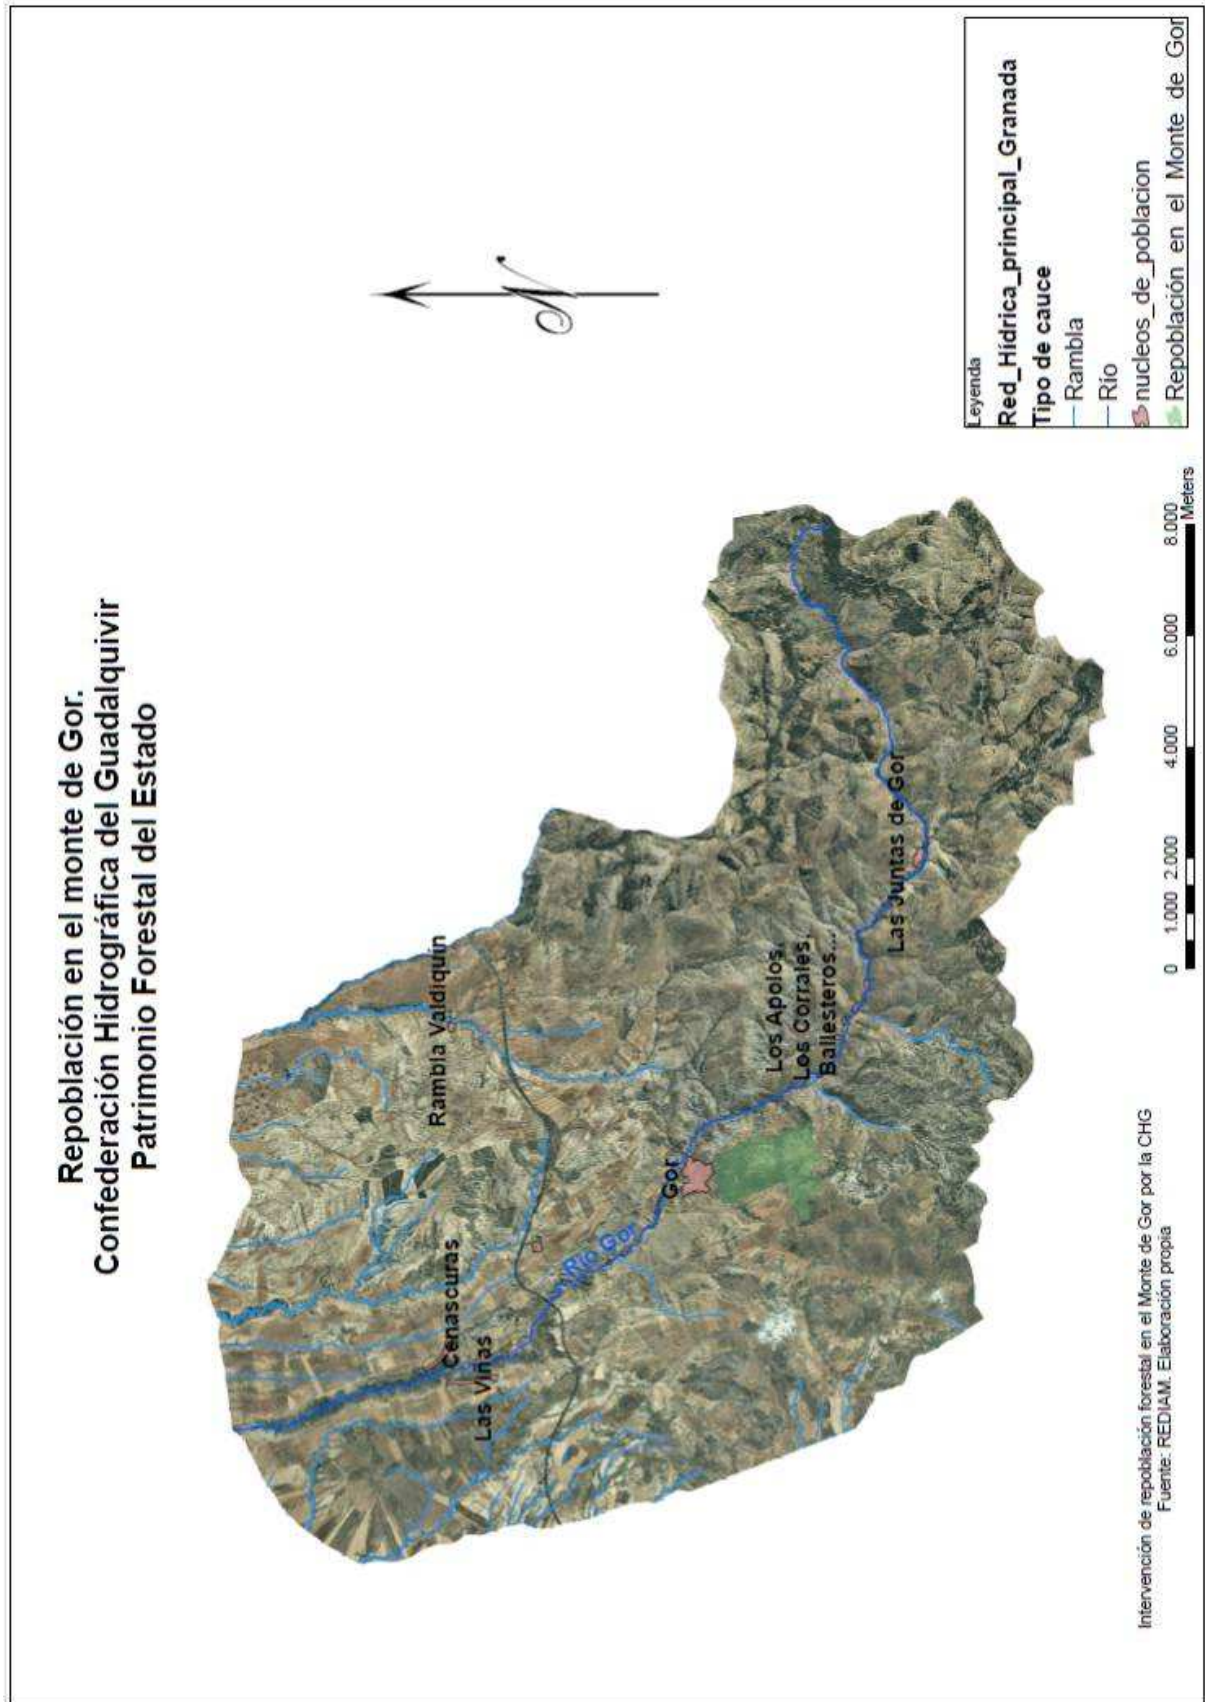 Repoblación en el monte de Gor.
Confederación Hidrográfica del Guadalquivir
Patrimonio Forestal del Estado
N
Rambla Valdiquín
Cenascuras
Las Viñas
Río Gor
Gor
Los Apolos,
Los Corrales,
Ballesteros...
Las Juntas de Gor
Leyenda
Red_Hídrica_principal_Granada
Tipo de cauce
Rambla
Río
nucleos_de_poblacion
Repoblación en el Monte de Gor
0 1.000 2.000 4.000 6.000 8.000
Meters
Intervención de repoblación forestal en el Monte de Gor por la CHG
Fuente: REDIAM. Elaboración propia